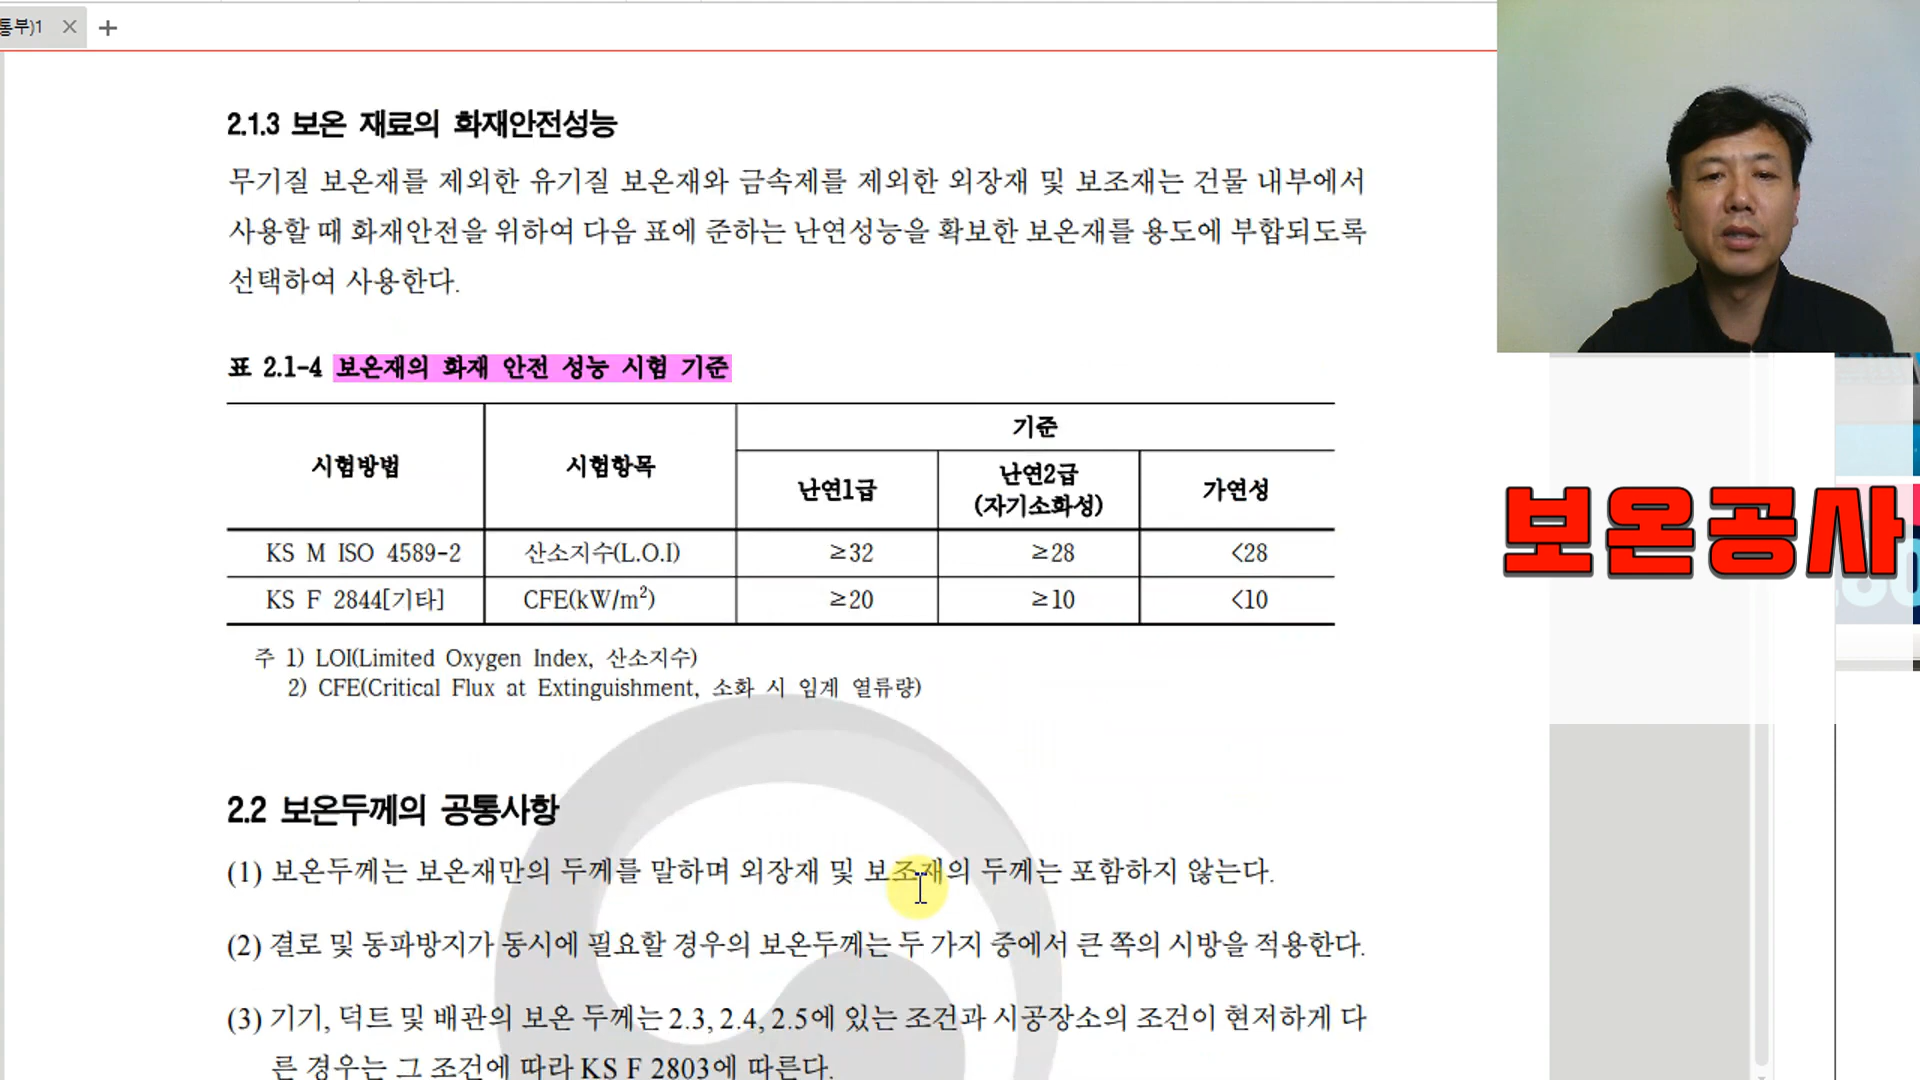 통부)1
2.1.3 보온 재료의 화재안전성능
무기질 보온재를 제외한 유기질 보온재와 금속제를 제외한 외장재 및 보조재는 건물 내부에서
사용할 때 화재안전을 위하여 다음 표에 준하는 난연성능을 확보한 보온재를 용도에 부합되도록
선택하여 사용한다.
표 2.1-4 보온재의 화재 안전 성능 시험 기준
시험방법 시험항목 기준
난연1급 난연2급 (자기소화성) 가연성
KS M ISO 4589-2 산소지수(L.O.I) ≥32 ≥28 <28
KS F 2844[기타] CFE(kW/m²) ≥20 ≥10 <10
주 1) LOI(Limited Oxygen Index, 산소지수)
2) CFE(Critical Flux at Extinguishment, 소화 시 임계 열류량)
보온공사
2.2 보온두께의 공통사항
(1) 보온두께는 보온재만의 두께를 말하며 외장재 및 보조재의 두께는 포함하지 않는다.
(2) 결로 및 동파방지가 동시에 필요할 경우의 보온두께는 두 가지 중에서 큰 쪽의 시방을 적용한다.
(3) 기기, 덕트 및 배관의 보온 두께는 2.3, 2.4, 2.5에 있는 조건과 시공장소의 조건이 현저하게 다
른 경우는 그 조건에 따라 KS F 2803에 따른다.